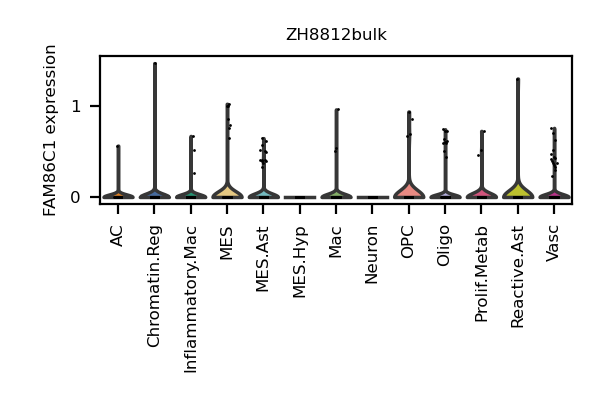 ZH8812bulk
FAM86C1 expression
1
0
AC
Chromatin.Reg
Inflammatory.Mac
MES
MES.Ast
MES.Hyp
Mac
Neuron
OPC
Oligo
Prolif.Metab
Reactive.Ast
Vasc